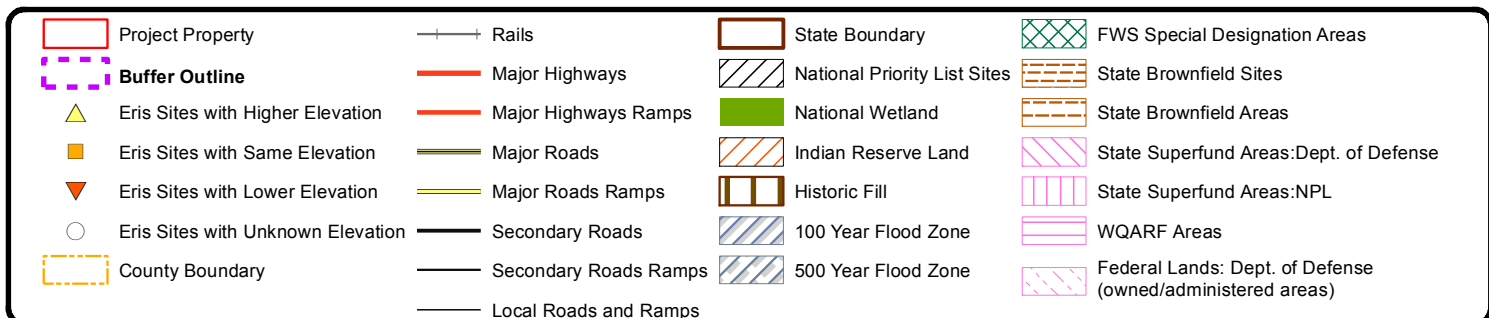 Project Property
Buffer Outline
Eris Sites with Higher Elevation
Eris Sites with Same Elevation
Eris Sites with Lower Elevation
Eris Sites with Unknown Elevation
County Boundary
Rails
Major Highways
Major Highways Ramps
Major Roads
Major Roads Ramps
Secondary Roads
Secondary Roads Ramps
Local Roads and Ramps
State Boundary
National Priority List Sites
National Wetland
Indian Reserve Land
Historic Fill
100 Year Flood Zone
500 Year Flood Zone
FWS Special Designation Areas
State Brownfield Sites
State Brownfield Areas
State Superfund Areas:Dept. of Defense
State Superfund Areas:NPL
WQARF Areas
Federal Lands: Dept. of Defense
(owned/administered areas)